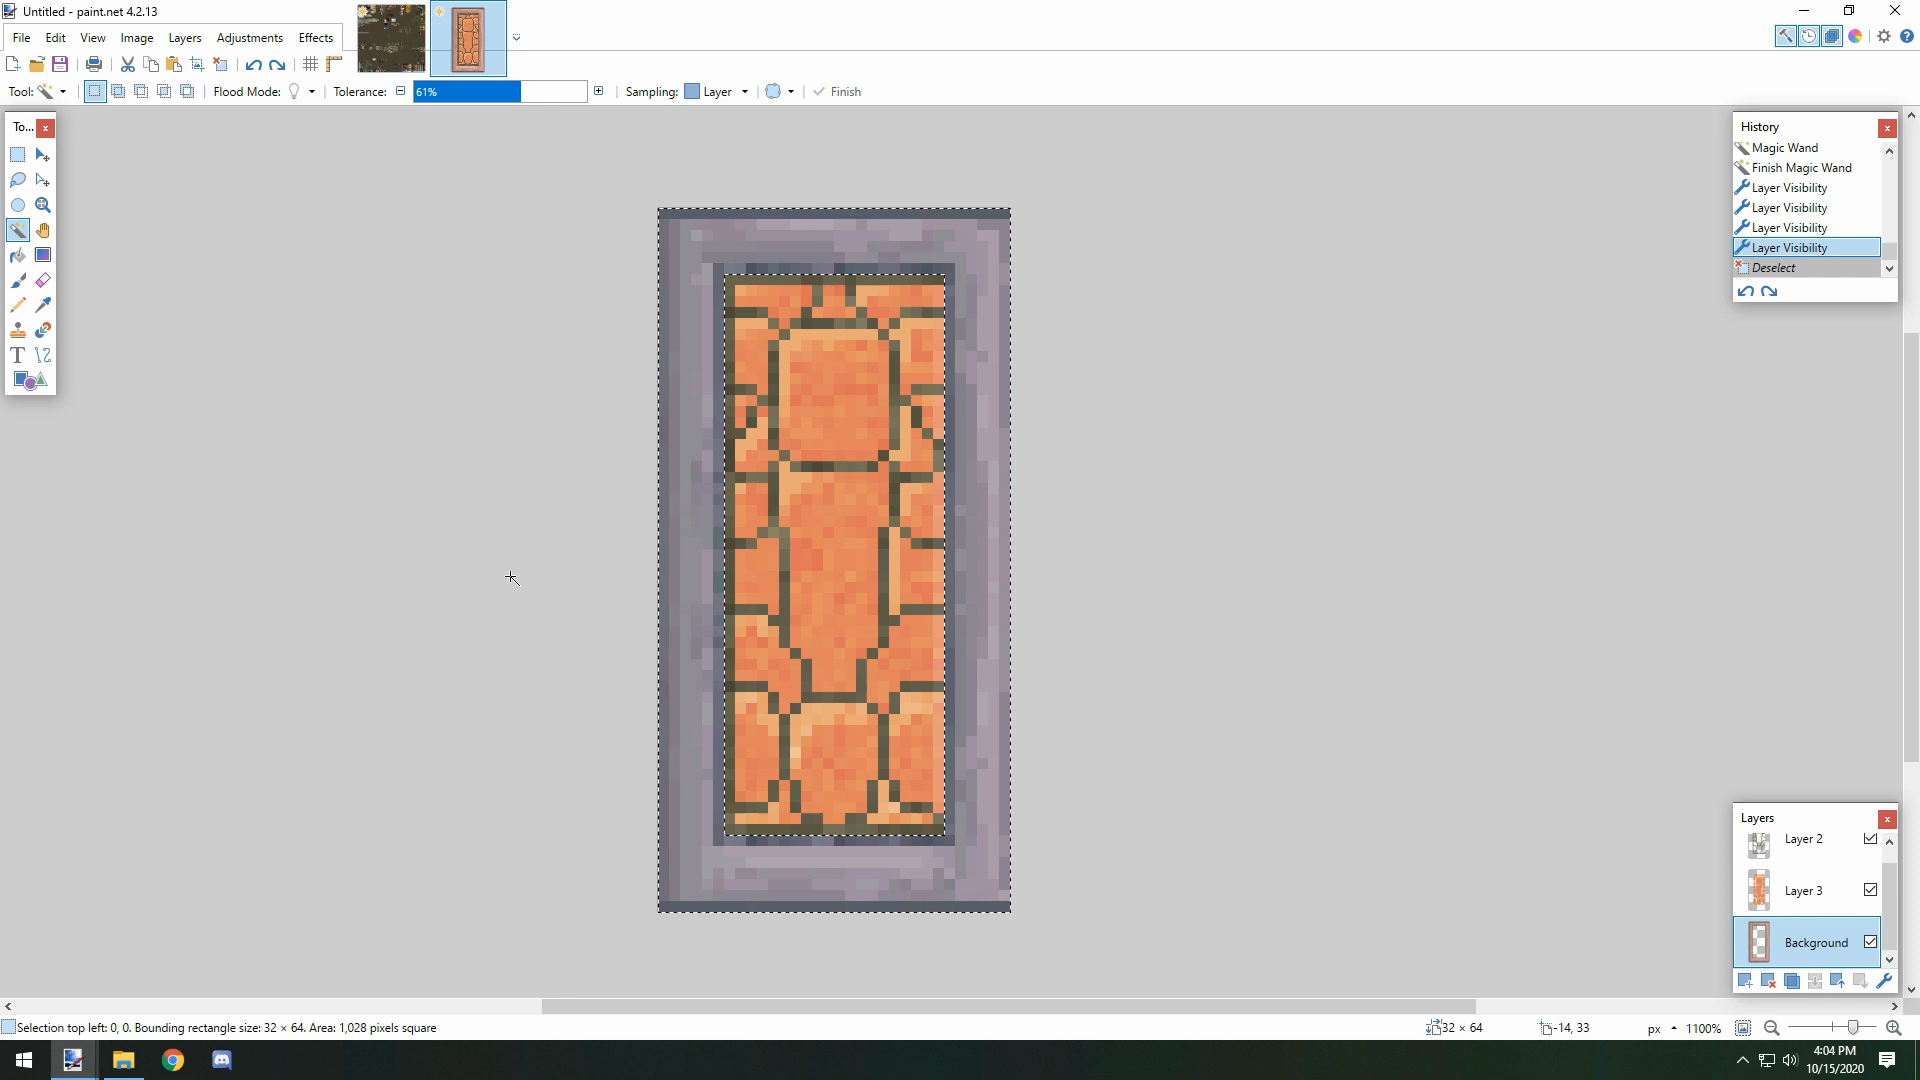 Untitled - paint.net 4.2.13
File Edit View Image Layers Adjustments Effects
Tool: Flood Mode: Tolerance: 61% Sampling: Layer Finish
To...
History
Magic Wand
Finish Magic Wand
Layer Visibility
Layer Visibility
Layer Visibility
Layer Visibility
Deselect
Layers
Layer 2
Layer 3
Background
Selection top left: 0, 0. Bounding rectangle size: 32 × 64. Area: 1,028 pixels square
32 × 64
-14, 33
px
1100%
4:04 PM
10/15/2020